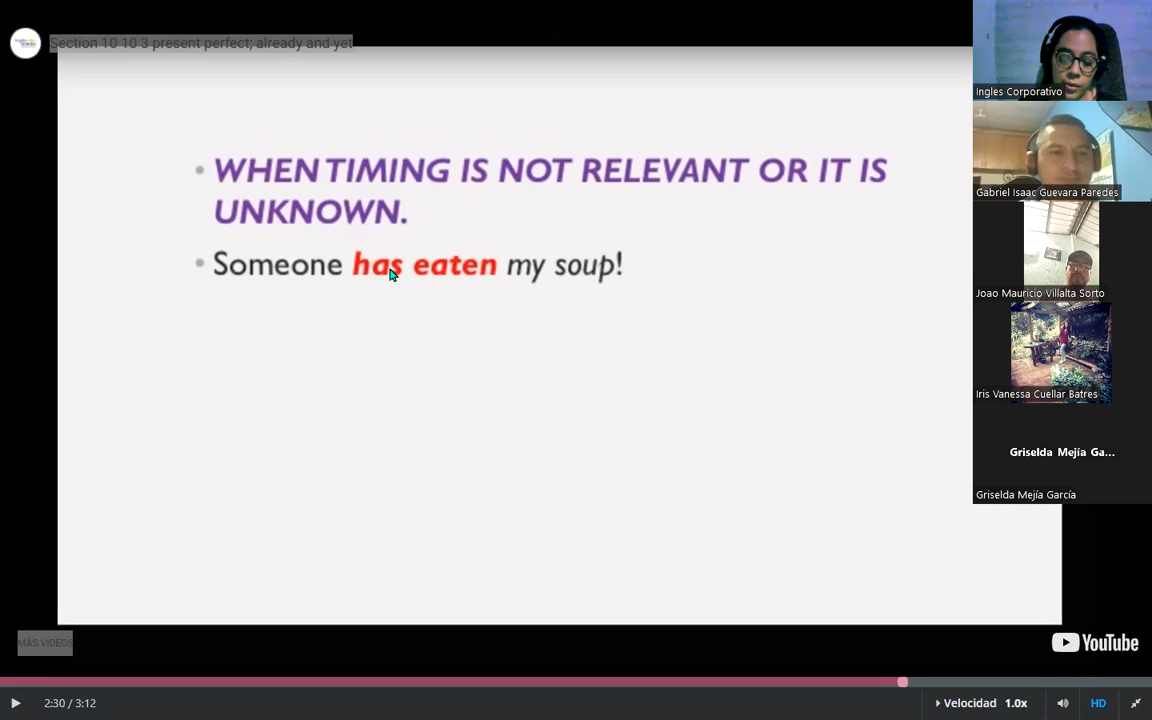 Section 10 10 3 present perfect; already and yet
• WHEN TIMING IS NOT RELEVANT OR IT IS
UNKNOWN.
• Someone has eaten my soup!
Ingles Corporativo
Gabriel Isaac Guevara Paredes
Joao Mauricio Villalta Sorto
Iris Vanessa Cuellar Batres
Griselda Mejía Ga...
Griselda Mejía García
MÁS VÍDEOS
YouTube
2:30 / 3:12
Velocidad 1.0x
HD